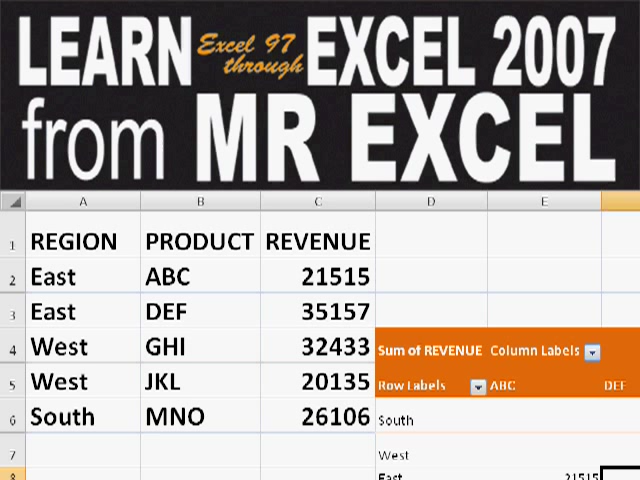 LEARN Excel 97 through EXCEL 2007
from MR EXCEL
A B C D E
1 REGION PRODUCT REVENUE
2 East ABC 21515
3 East DEF 35157
4 West GHI 32433 Sum of REVENUE Column Labels
5 West JKL 20135 Row Labels ABC DEF
6 South MNO 26106 South
7 West
8 East 21515